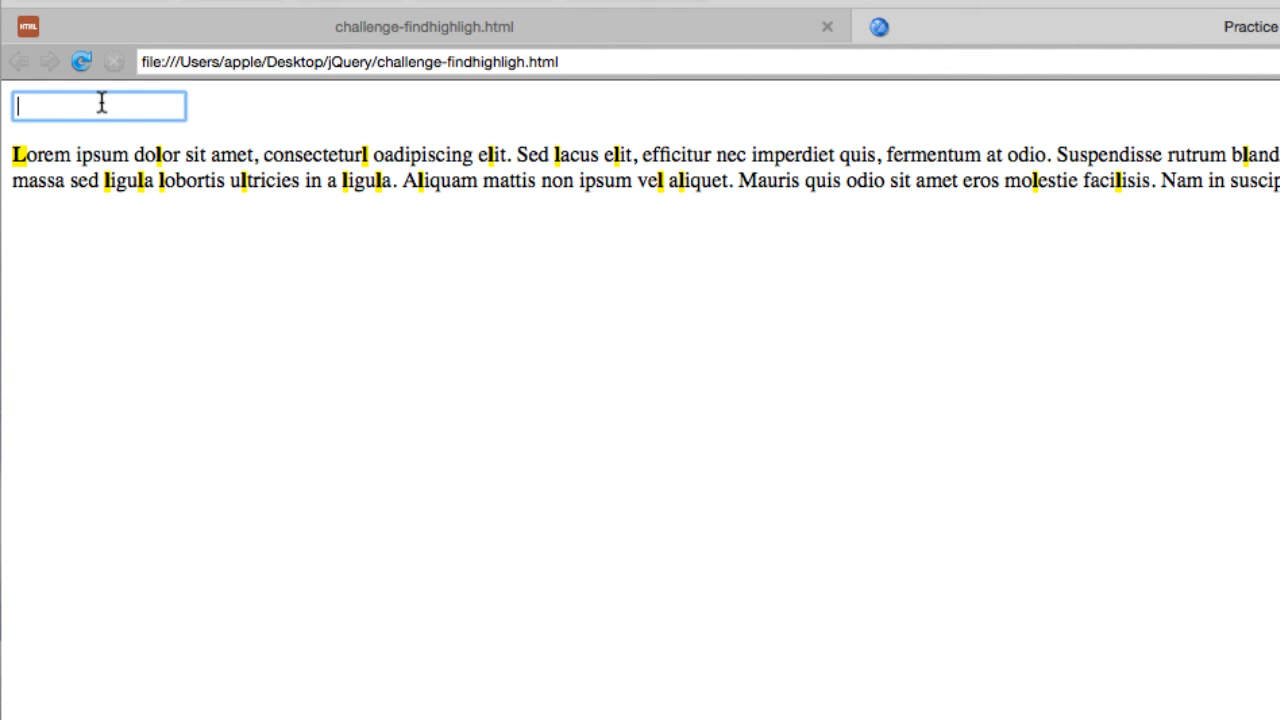 HTML challenge-findhighligh.html Practice
file:///Users/apple/Desktop/jQuery/challenge-findhighligh.html
Lorem ipsum dolor sit amet, consecteturl oadipiscing elit. Sed lacus elit, efficitur nec imperdiet quis, fermentum at odio. Suspendisse rutrum bland
massa sed ligula lobortis ultricies in a ligula. Aliquam mattis non ipsum vel aliquet. Mauris quis odio sit amet eros molestie facilisis. Nam in suscip